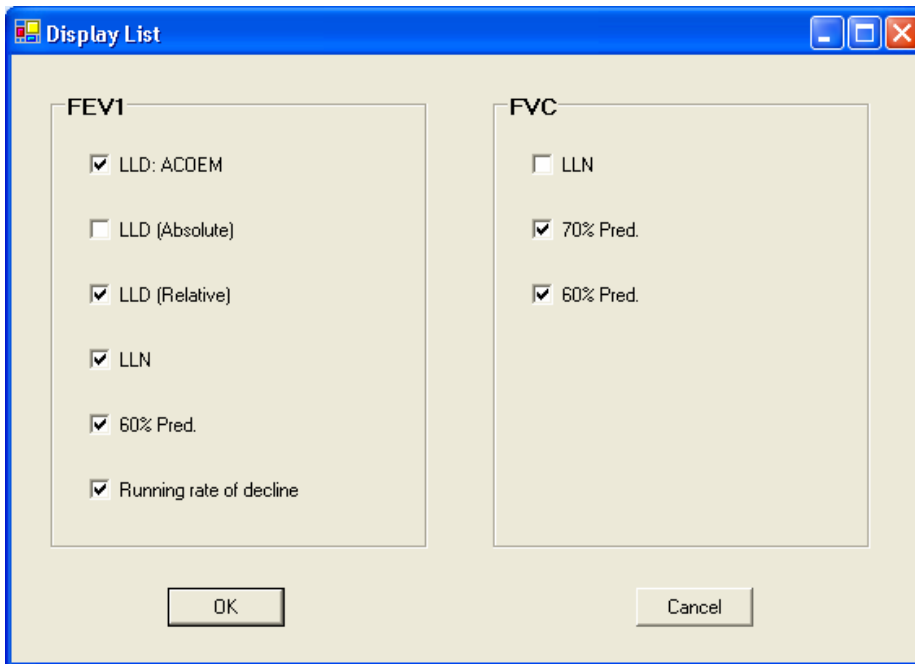 Display List
FEV1
LLD: ACOEM
LLD (Absolute)
LLD (Relative)
LLN
60% Pred.
Running rate of decline
FVC
LLN
70% Pred.
60% Pred.
OK
Cancel